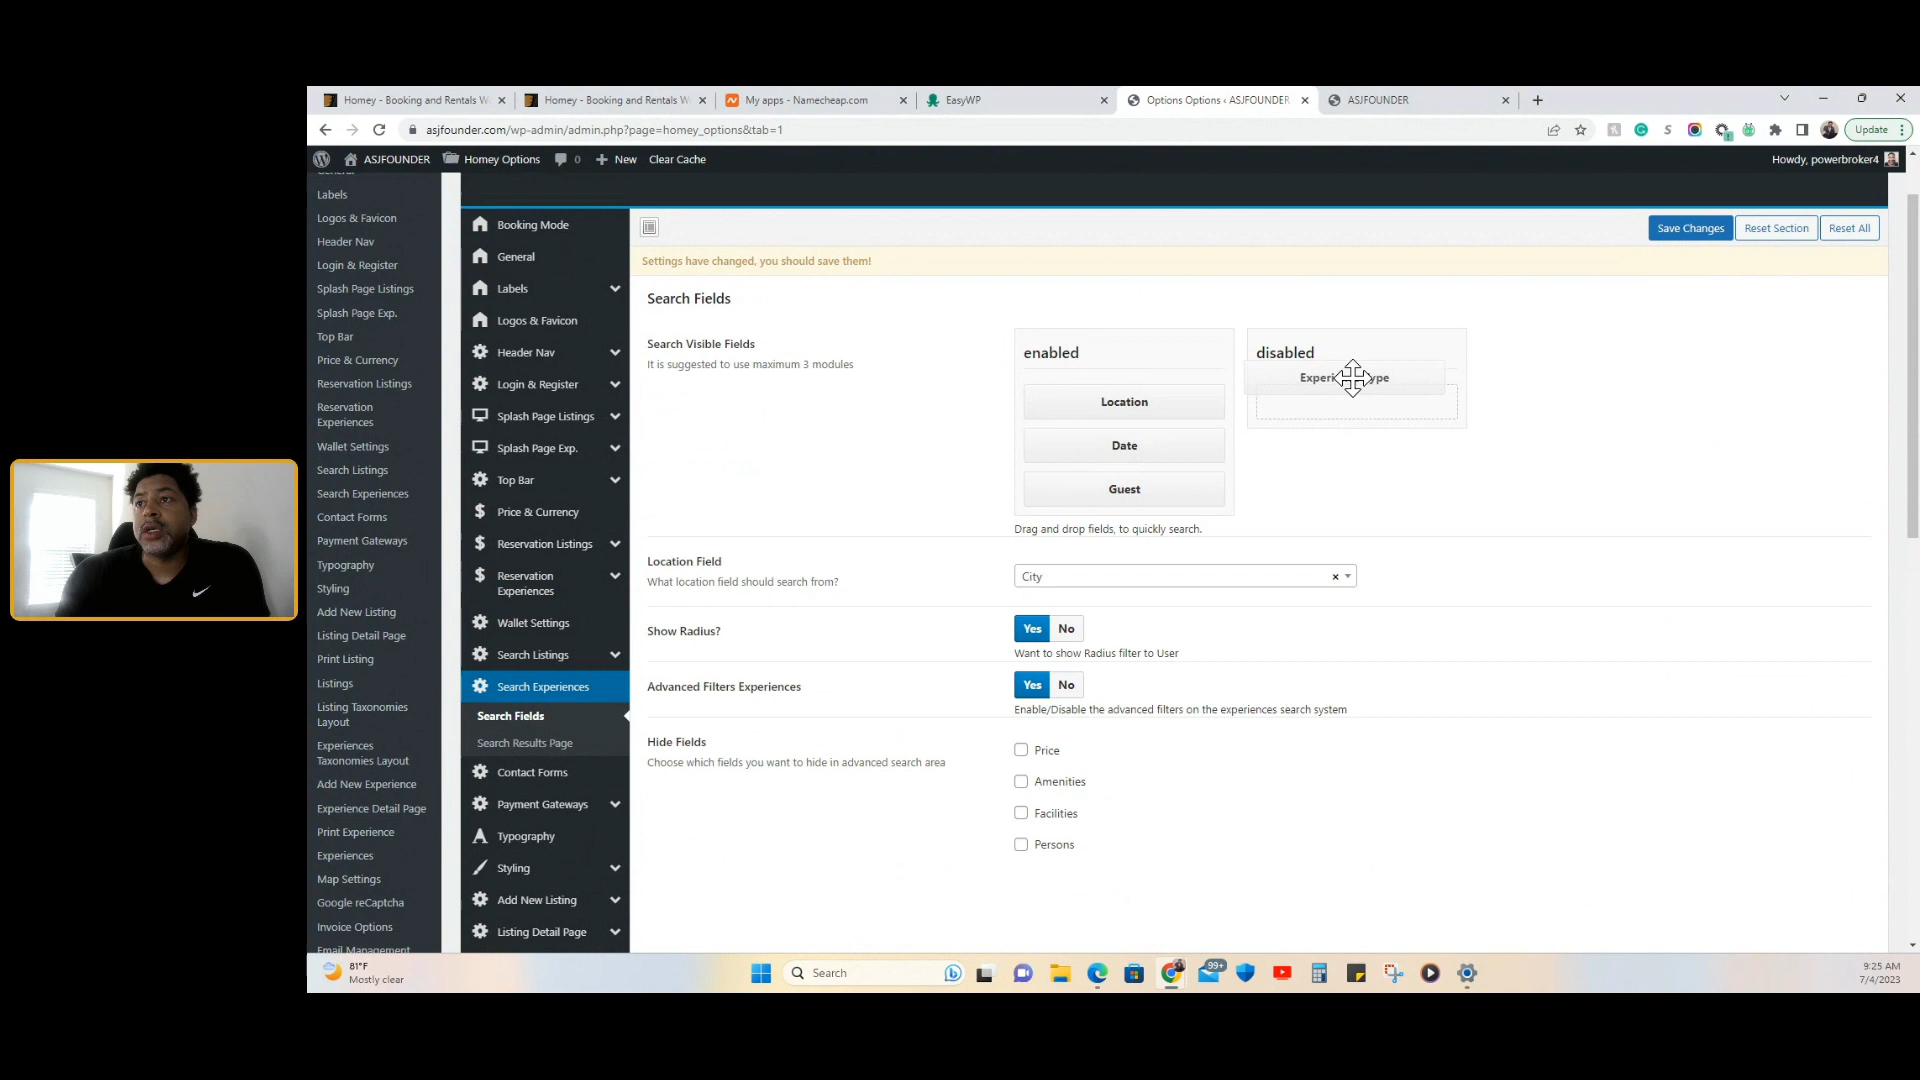 Homey - Booking and Rentals W
Homey - Booking and Rentals W
My apps - Namecheap.com
EasyWP
Options Options ‹ ASJFOUNDER
ASJFOUNDER
asjfounder.com/wp-admin/admin.php?page=homey_options&tab=1
Update
ASJFOUNDER
Homey Options
0
New
Clear Cache
Howdy, powerbroker4
General
Labels
Logos & Favicon
Header Nav
Login & Register
Splash Page Listings
Splash Page Exp.
Top Bar
Price & Currency
Reservation Listings
Reservation
Experiences
Wallet Settings
Search Listings
Search Experiences
Contact Forms
Payment Gateways
Typography
Styling
Add New Listing
Listing Detail Page
Print Listing
Listings
Listing Taxonomies
Layout
Experiences
Taxonomies Layout
Add New Experience
Experience Detail Page
Print Experience
Experiences
Map Settings
Google reCaptcha
Invoice Options
Email Management
Booking Mode
General
Labels
Logos & Favicon
Header Nav
Login & Register
Splash Page Listings
Splash Page Exp.
Top Bar
Price & Currency
Reservation Listings
Reservation
Experiences
Wallet Settings
Search Listings
Search Experiences
Search Fields
Search Results Page
Contact Forms
Payment Gateways
Typography
Styling
Add New Listing
Listing Detail Page
Save Changes
Reset Section
Reset All
Settings have changed, you should save them!
Search Fields
Search Visible Fields
It is suggested to use maximum 3 modules
enabled
Location
Date
Guest
disabled
Drag and drop fields, to quickly search.
Location Field
What location field should search from?
City
Show Radius?
Yes No
Want to show Radius filter to User
Advanced Filters Experiences
Yes No
Enable/Disable the advanced filters on the experiences search system
Hide Fields
Choose which fields you want to hide in advanced search area
Price
Amenities
Facilities
Persons
81°F
Mostly clear
Search
99+
9:25 AM
7/4/2023